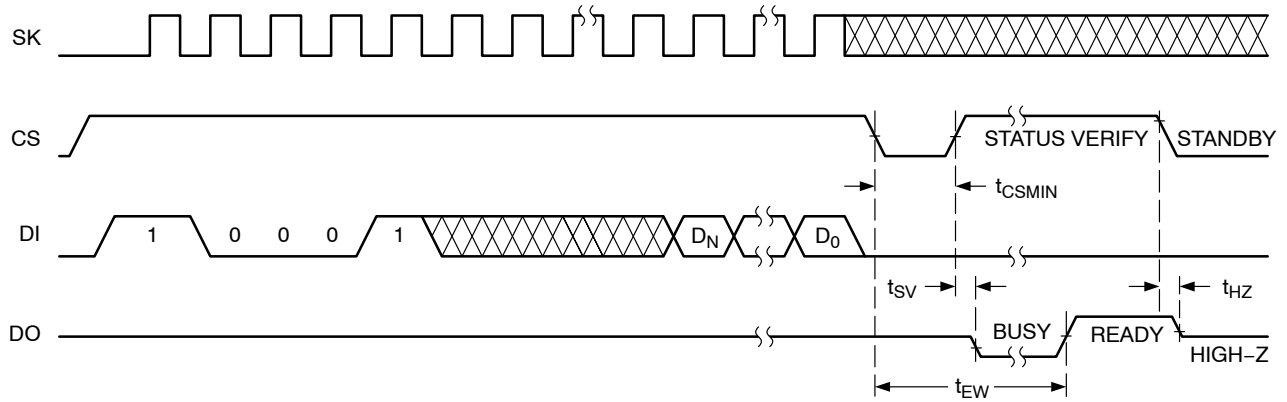 SK
CS
STATUS VERIFY STANDBY
tCSMIN
DI 1 0 0 0 1 DN D0
tSV tHZ
DO BUSY READY
HIGH–Z
tEW